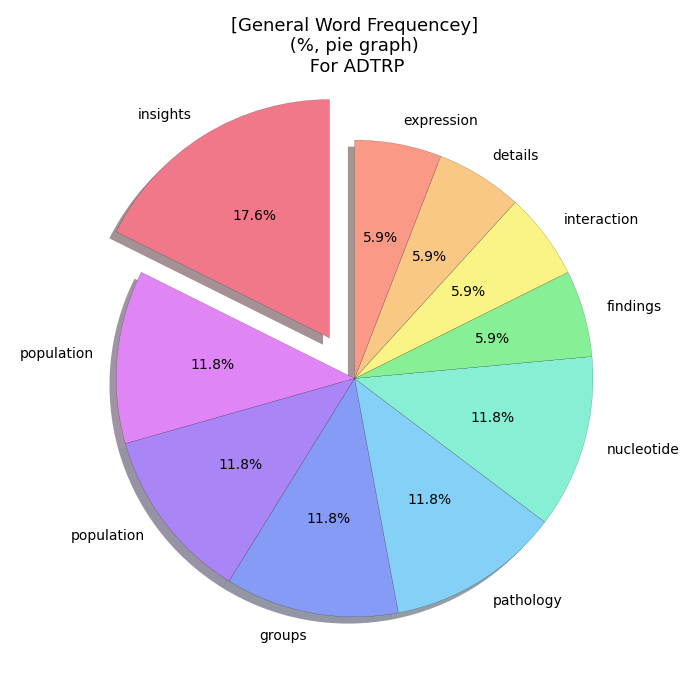 [General Word Frequencey]
(%, pie graph)
For ADTRP
insights
17.6%
expression
5.9%
details
5.9%
interaction
5.9%
findings
5.9%
nucleotide
11.8%
pathology
11.8%
groups
11.8%
population
11.8%
population
11.8%